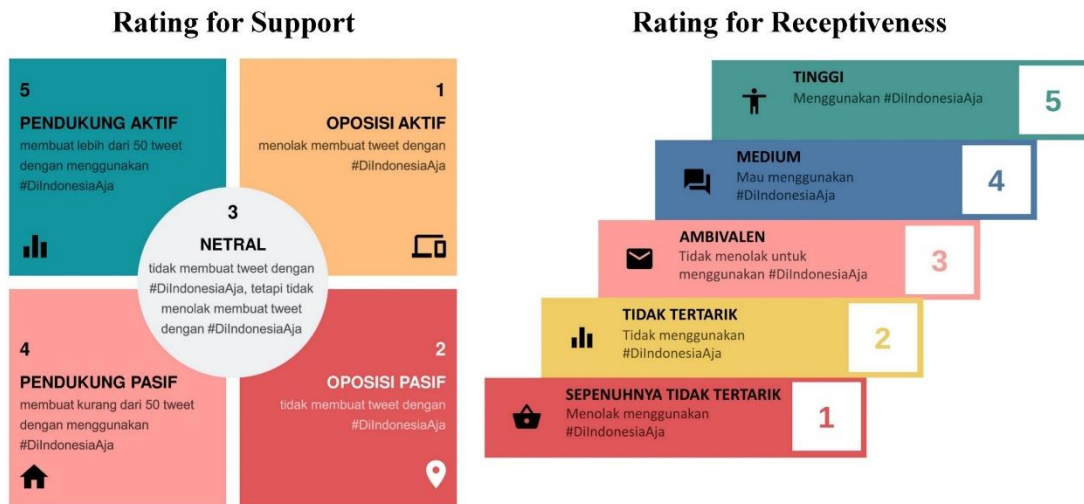 Rating for Support
5
PENDUKUNG AKTIF
membuat lebih dari 50 tweet
dengan menggunakan
#DiIndonesiaAja
1
OPOSISI AKTIF
menolak membuat tweet dengan
#DiIndonesiaAja
3
NETRAL
tidak membuat tweet dengan
#DiIndonesiaAja, tetapi tidak
menolak membuat tweet
dengan #DiIndonesiaAja
4
PENDUKUNG PASIF
membuat kurang dari 50 tweet
dengan menggunakan
#DiIndonesiaAja
2
OPOSISI PASIF
tidak membuat tweet dengan
#DiIndonesiaAja
Rating for Receptiveness
TINGGI
Menggunakan #DiIndonesiaAja
5
MEDIUM
Mau menggunakan
#DiIndonesiaAja
4
AMBIVALEN
Tidak menolak untuk
menggunakan #DiIndonesiaAja
3
TIDAK TERTARIK
Tidak menggunakan
#DiIndonesiaAja
2
SEPENUHNYA TIDAK TERTARIK
Menolak menggunakan
#DiIndonesiaAja
1